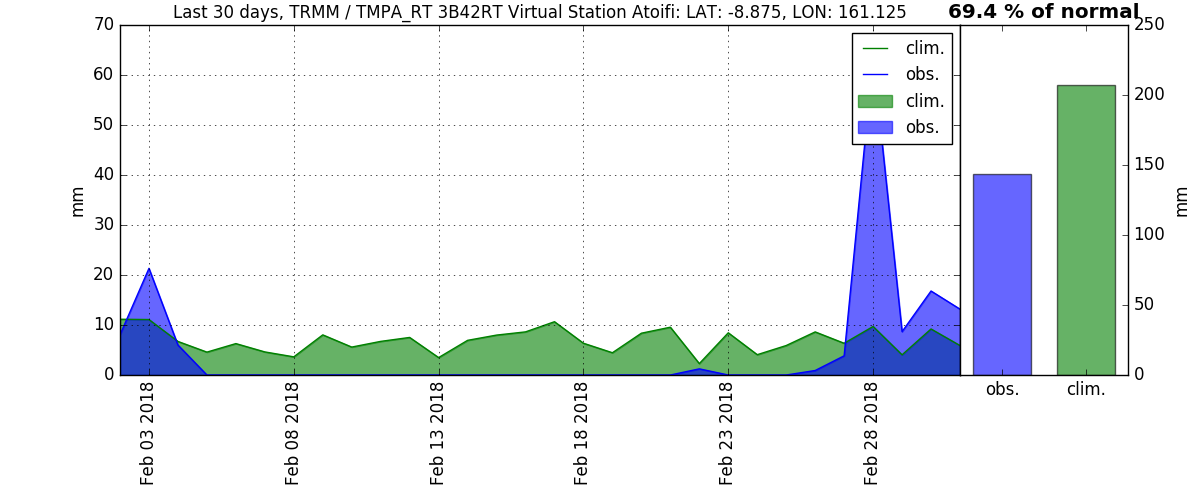 Last 30 days, TRMM / TMPA_RT 3B42RT Virtual Station Atoifi: LAT: -8.875, LON: 161.125
69.4 % of normal
70
60
50
40
30
20
10
0
mm
clim.
obs.
clim.
obs.
Feb 03 2018
Feb 08 2018
Feb 13 2018
Feb 18 2018
Feb 23 2018
Feb 28 2018
250
200
150
100
50
0
mm
obs.
clim.